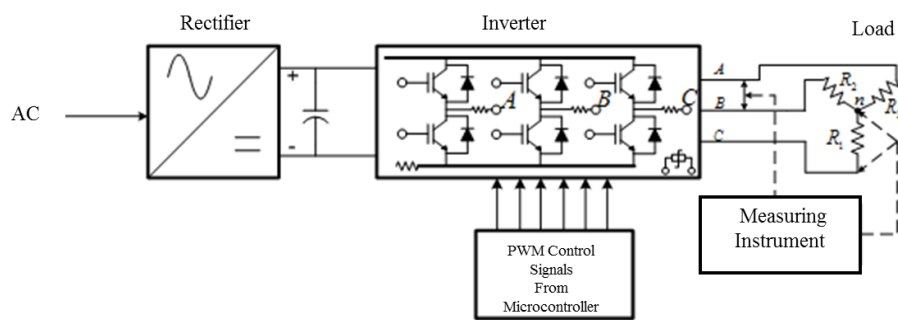 Rectifier
Inverter
Load
AC
+
-
A
B
C
A
B
C
R2
n
R1
Measuring
Instrument
PWM Control
Signals
From
Microcontroller